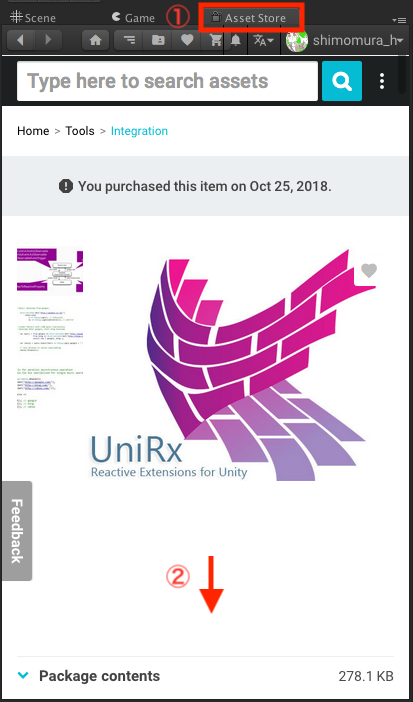 Scene
Game
①
Asset Store
shimomura_h
Type here to search assets
Home > Tools > Integration
You purchased this item on Oct 25, 2018.
UniRx
Reactive Extensions for Unity
Feedback
②
Package contents
278.1 KB